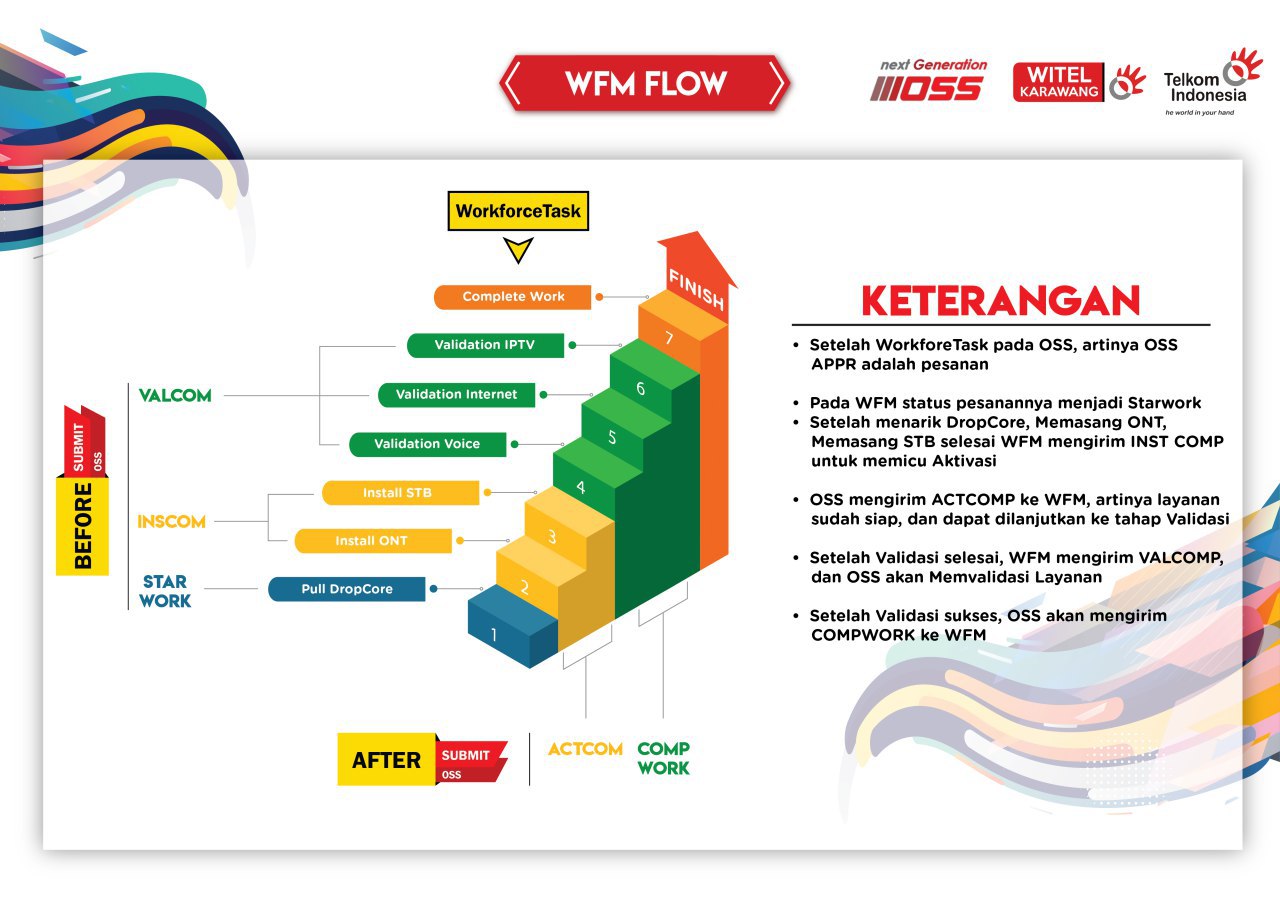 WFM FLOW
next Generation
OSS
WITEL
KARAWANG
Telkom
Indonesia
he world in your hand
WorkforceTask
FINISH
Complete Work
7
Validation IPTV
6
VALCOM
Validation Internet
5
Validation Voice
4
Install STB
3
INSCOM
Install ONT
2
STAR
WORK
Pull DropCore
1
BEFORE
SUBMIT
OSS
AFTER
SUBMIT
OSS
ACTCOM
COMP
WORK
KETERANGAN
• Setelah WorkforeTask pada OSS, artinya OSS
APPR adalah pesanan
• Pada WFM status pesanannya menjadi Starwork
• Setelah menarik DropCore, Memasang ONT,
Memasang STB selesai WFM mengirim INST COMP
untuk memicu Aktivasi
• OSS mengirim ACTCOMP ke WFM, artinya layanan
sudah siap, dan dapat dilanjutkan ke tahap Validasi
• Setelah Validasi selesai, WFM mengirim VALCOMP,
dan OSS akan Memvalidasi Layanan
• Setelah Validasi sukses, OSS akan mengirim
COMPWORK ke WFM